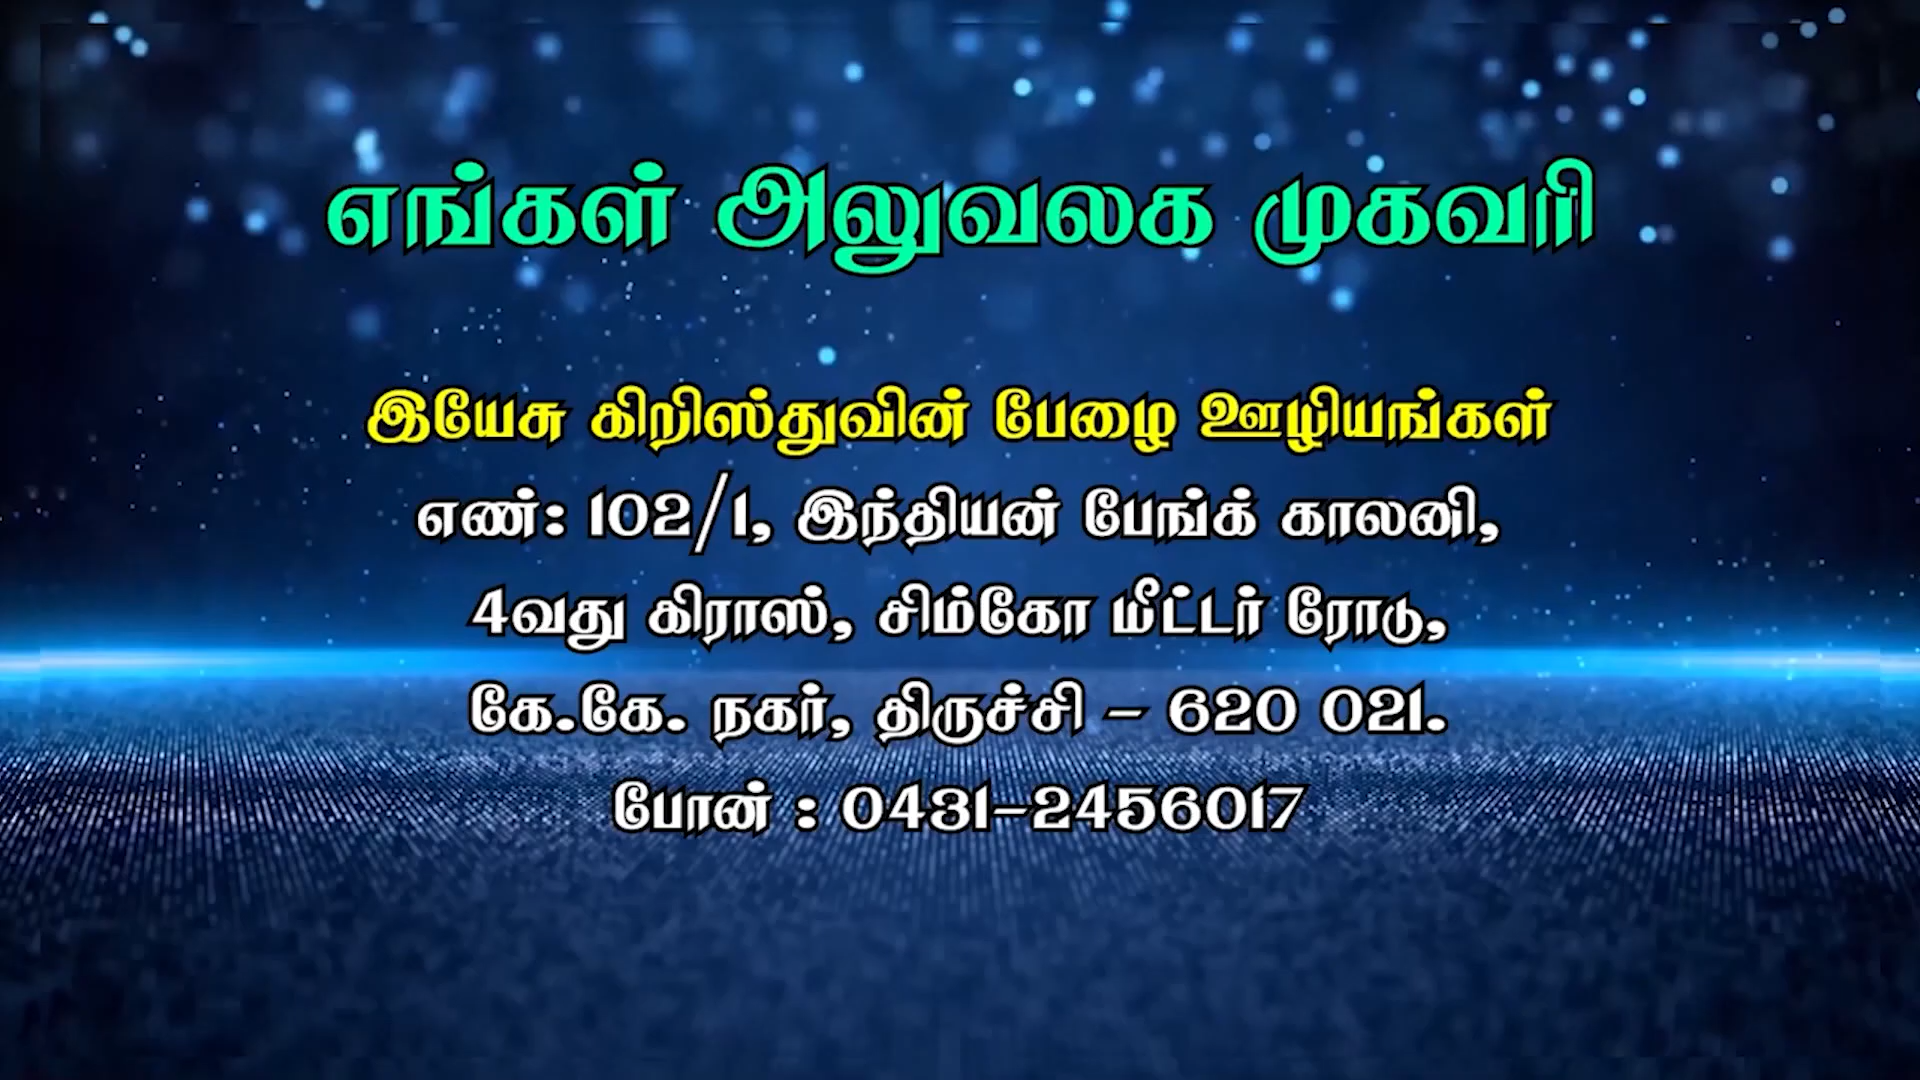 எங்கள் அலுவலக முகவரி
இயேசு கிறிஸ்துவின் பேழை ஊழியங்கள்
எண்: 102/1, இந்தியன் பேங்க் காலனி,
4வது கிராஸ், சிம்கோ மீட்டர் ரோடு,
கே.கே. நகர், திருச்சி - 620 021.
போன் : 0431-2456017